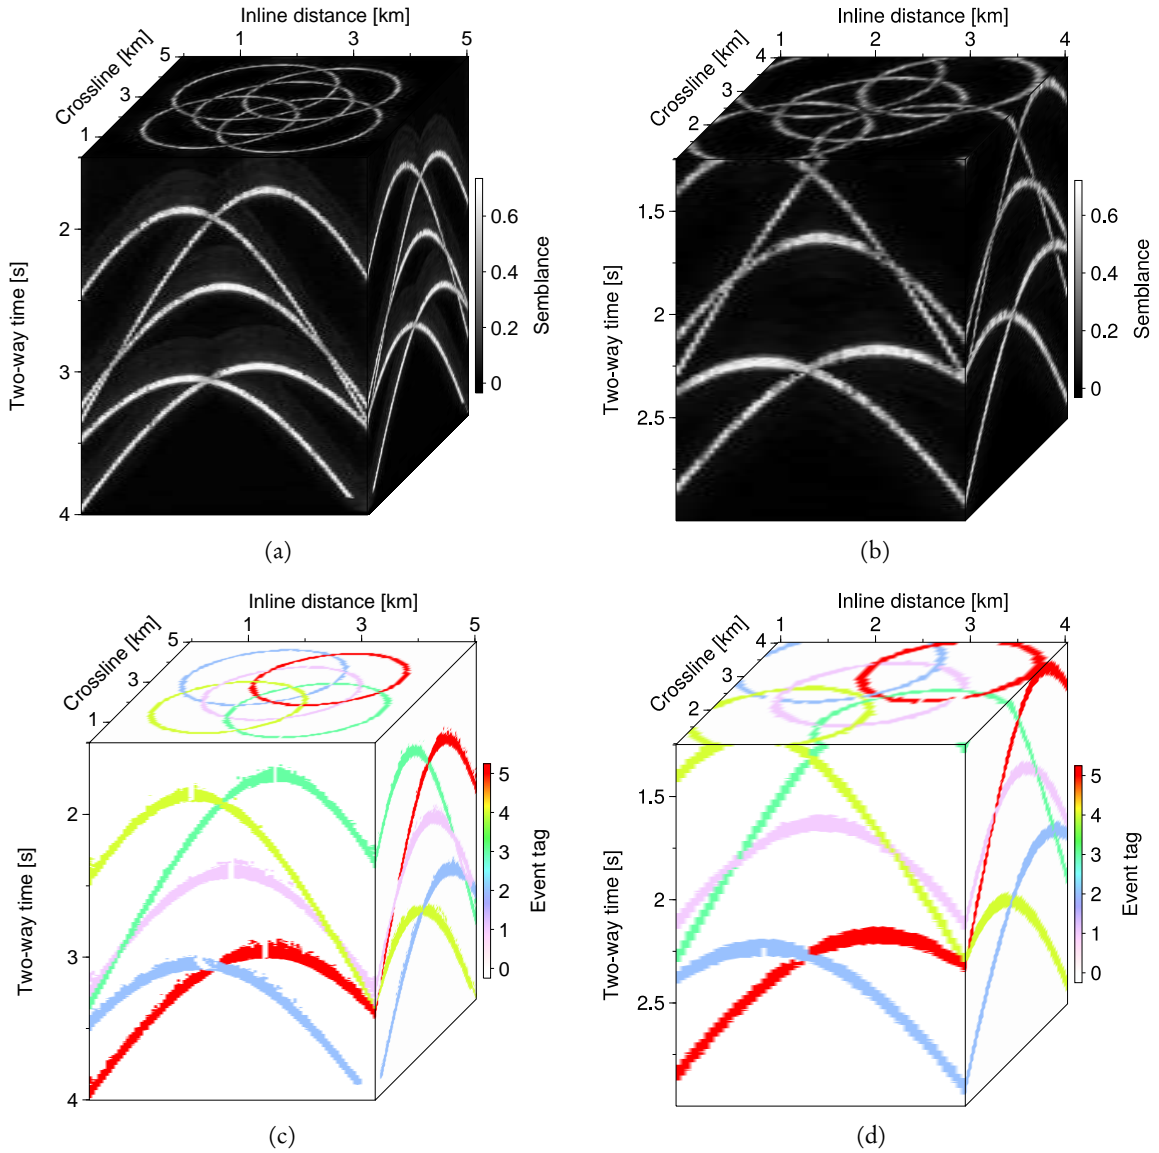 Inline distance [km]
1 3 5
Crossline [km]
5
3
1
Two-way time [s]
2
3
4
Semblance
0.6
0.4
0.2
0
(a)
Inline distance [km]
1 2 3 4
Crossline [km]
4
3
2
Two-way time [s]
1.5
2
2.5
Semblance
0.6
0.4
0.2
0
(b)
Inline distance [km]
1 3 5
Crossline [km]
5
3
1
Two-way time [s]
2
3
4
Event tag
5
4
3
2
1
0
(c)
Inline distance [km]
1 2 3 4
Crossline [km]
4
3
2
Two-way time [s]
1.5
2
2.5
Event tag
5
4
3
2
1
0
(d)